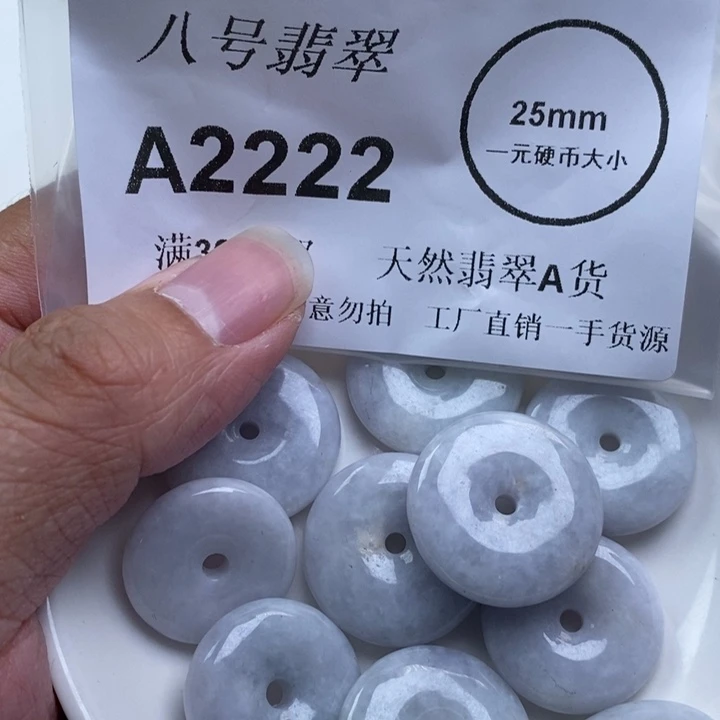 八号翡翠
25mm
一元硬币大小
A2222
满 天然翡翠A货
意勿拍 工厂直销一手货源